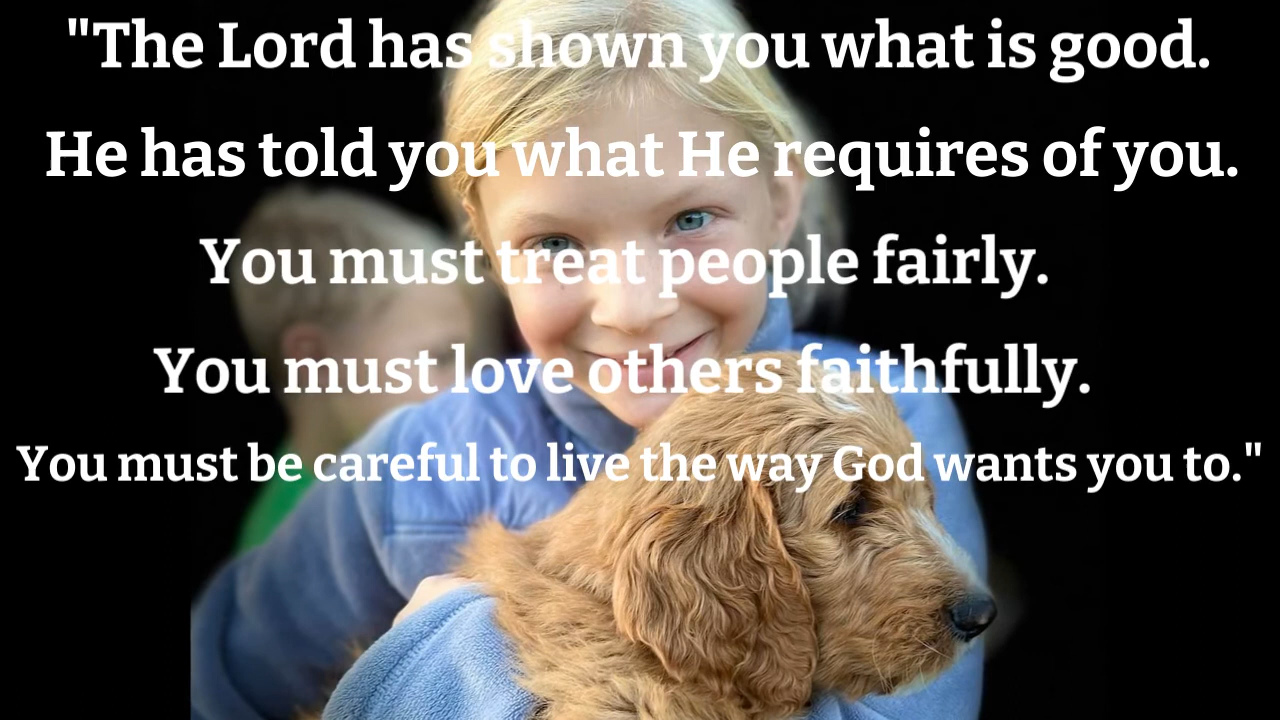 "The Lord has shown you what is good.
He has told you what He requires of you.
You must treat people fairly.
You must love others faithfully.
You must be careful to live the way God wants you to."